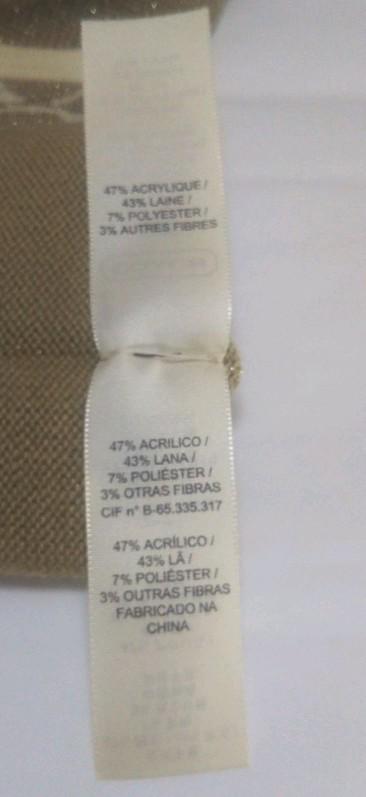 47% ACRYLIQUE /
43% LAINE /
7% POLYESTER /
3% AUTRES FIBRES
47% ACRILICO /
43% LANA /
7% POLIÉSTER /
3% OTRAS FIBRAS
CIF n° B-65.335.317
47% ACRÍLICO /
43% LÃ /
7% POLIÉSTER /
3% OUTRAS FIBRAS
FABRICADO NA
CHINA